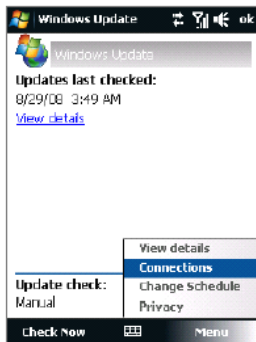 Windows Update ok
Windows Update
Updates last checked:
8/29/08 3:49 AM
View details
View details
Connections
Change Schedule
Privacy
Update check:
Manual
Check Now Menu